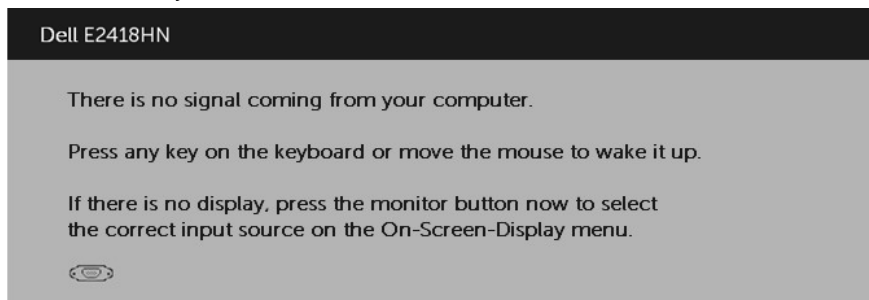 Dell E2418HN
There is no signal coming from your computer.
Press any key on the keyboard or move the mouse to wake it up.
If there is no display, press the monitor button now to select
the correct input source on the On-Screen-Display menu.